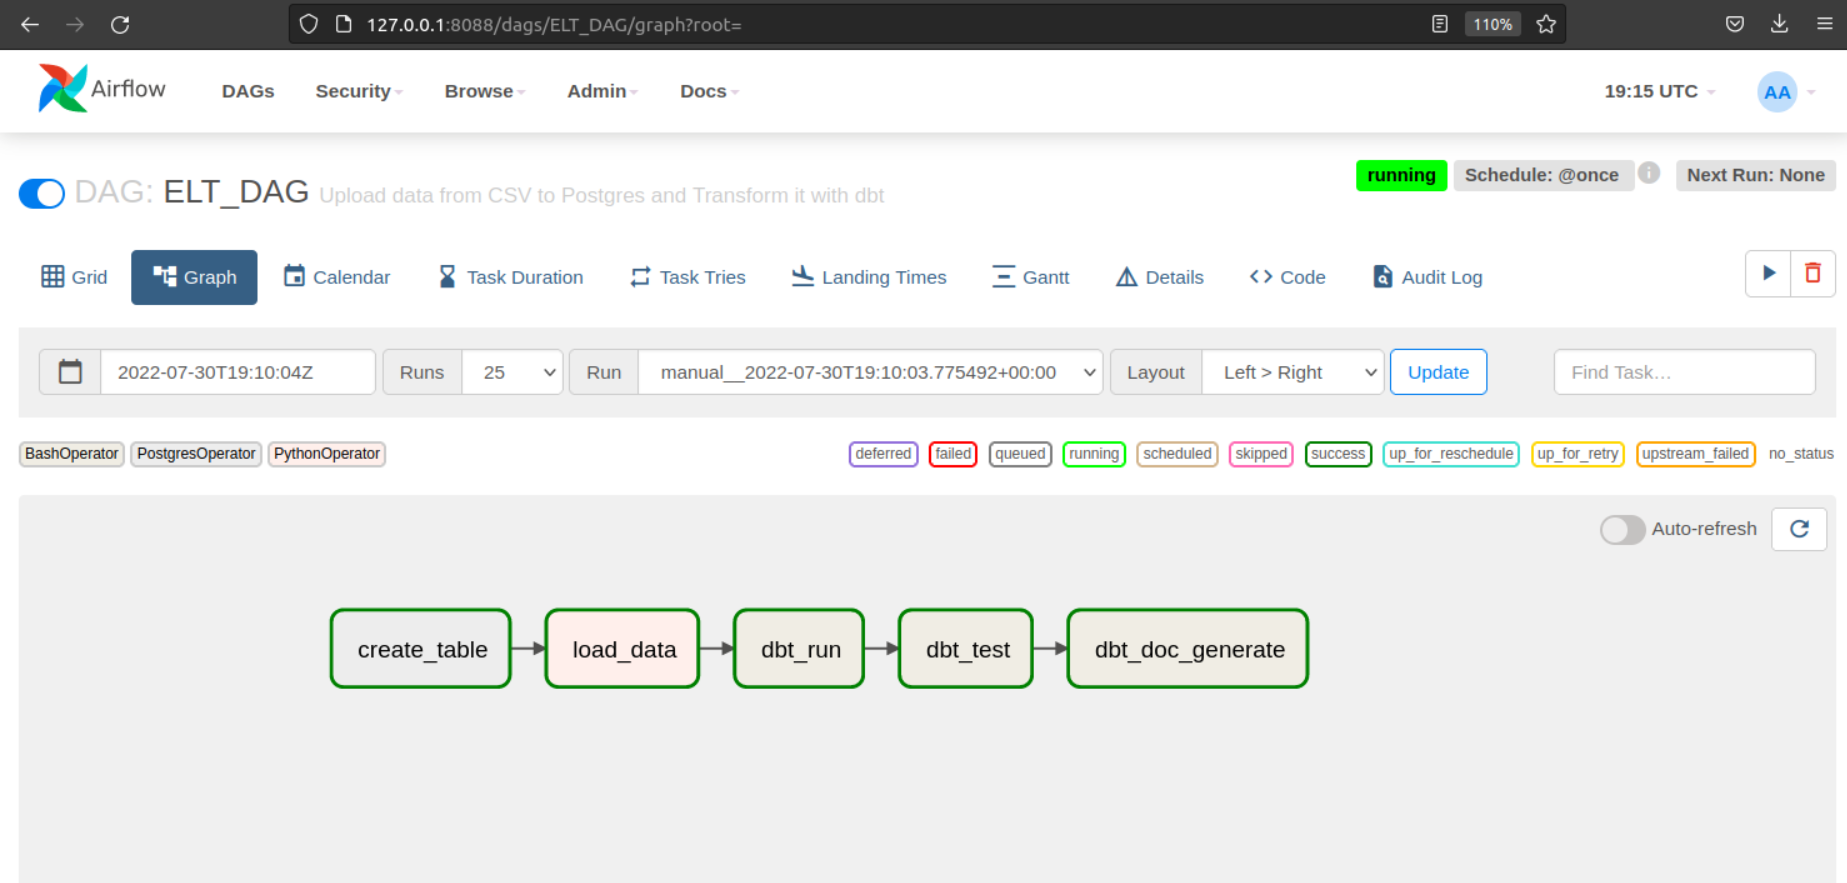 127.0.0.1:8088/dags/ELT_DAG/graph?root= 110%
Airflow DAGs Security Browse Admin Docs 19:15 UTC AA
running Schedule: @once i Next Run: None
DAG: ELT_DAG Upload data from CSV to Postgres and Transform it with dbt
Grid Graph Calendar Task Duration Task Tries Landing Times Gantt Details Code Audit Log
2022-07-30T19:10:04Z Runs 25 Run manual__2022-07-30T19:10:03.775492+00:00 Layout Left > Right Update Find Task…
BashOperator PostgresOperator PythonOperator deferred failed queued running scheduled skipped success up_for_reschedule up_for_retry upstream_failed no_status
Auto-refresh
create_table load_data dbt_run dbt_test dbt_doc_generate